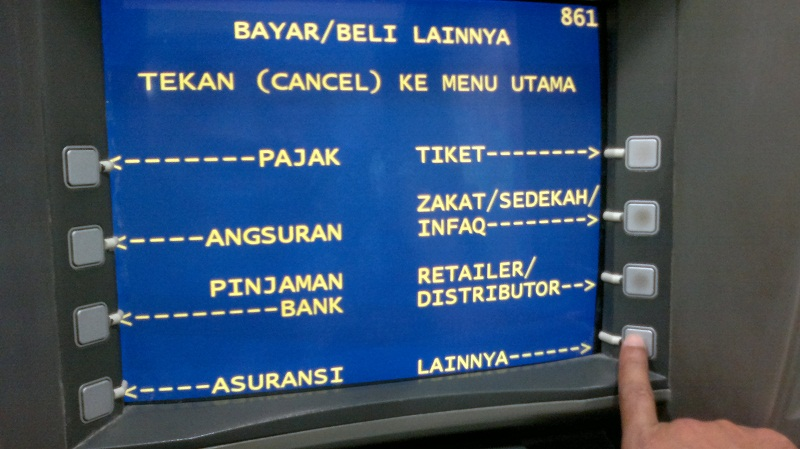 861
BAYAR/BELI LAINNYA
TEKAN (CANCEL) KE MENU UTAMA
<-------PAJAK
TIKET-------->
ZAKAT/SEDEKAH/
INFAQ-------->
<----ANGSURAN
PINJAMAN
<--------BANK
RETAILER/
DISTRIBUTOR-->
<----ASURANSI
LAINNYA------>